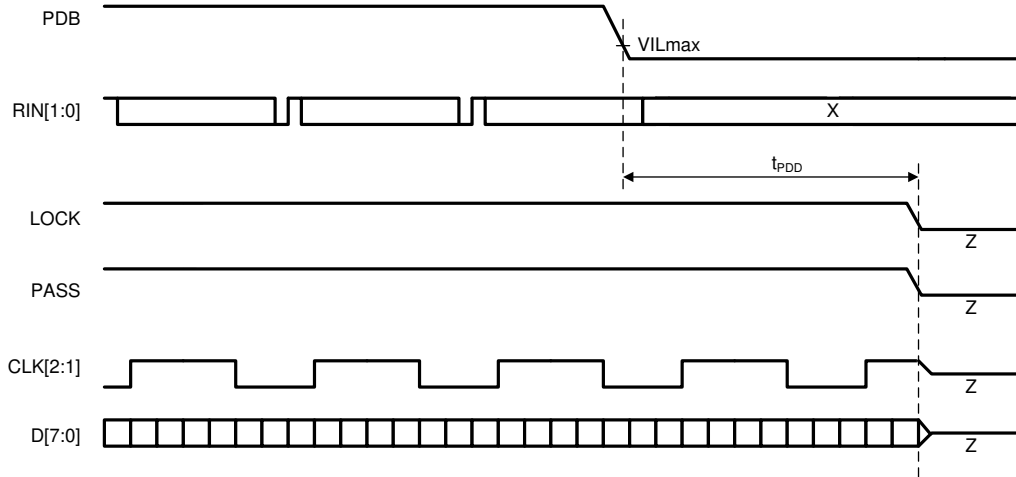 PDB
VILmax
RIN[1:0]
X
tPDD
LOCK
Z
PASS
Z
CLK[2:1]
Z
D[7:0]
Z